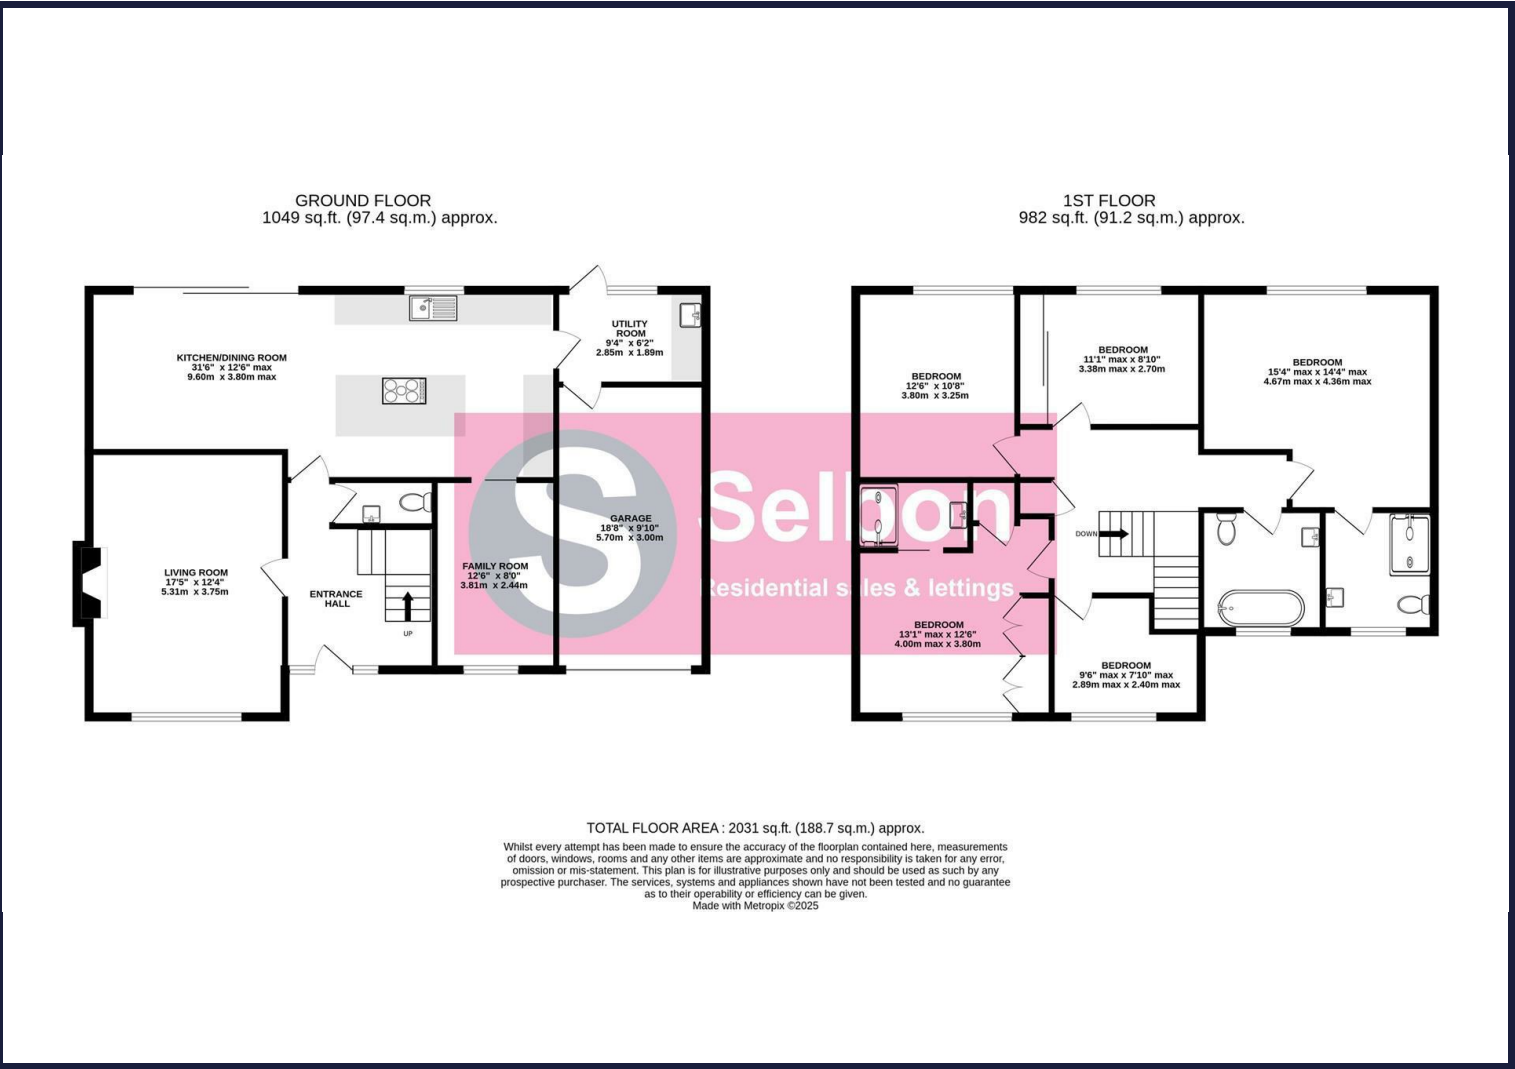 GROUND FLOOR
1049 sq.ft. (97.4 sq.m.) approx.
1ST FLOOR
982 sq.ft. (91.2 sq.m.) approx.
UTILITY
ROOM
9'4" x 6'2"
2.85m x 1.89m
KITCHEN/DINING ROOM
31'6" x 12'6" max
9.60m x 3.80m max
GARAGE
18'8" x 9'10"
5.70m x 3.00m
FAMILY ROOM
12'6" x 8'0"
3.81m x 2.44m
LIVING ROOM
17'5" x 12'4"
5.31m x 3.75m
ENTRANCE
HALL
UP
BEDROOM
12'6" x 10'8"
3.80m x 3.25m
BEDROOM
11'1" max x 8'10"
3.38m max x 2.70m
BEDROOM
15'4" max x 14'4" max
4.67m max x 4.36m max
DOWN
BEDROOM
13'1" max x 12'6"
4.00m max x 3.80m
BEDROOM
9'6" max x 7'10" max
2.89m max x 2.40m max
S
Selbon
Residential sales & lettings
TOTAL FLOOR AREA : 2031 sq.ft. (188.7 sq.m.) approx.
Whilst every attempt has been made to ensure the accuracy of the floorplan contained here, measurements
of doors, windows, rooms and any other items are approximate and no responsibility is taken for any error,
omission or mis-statement. This plan is for illustrative purposes only and should be used as such by any
prospective purchaser. The services, systems and appliances shown have not been tested and no guarantee
as to their operability or efficiency can be given.
Made with Metropix ©2025